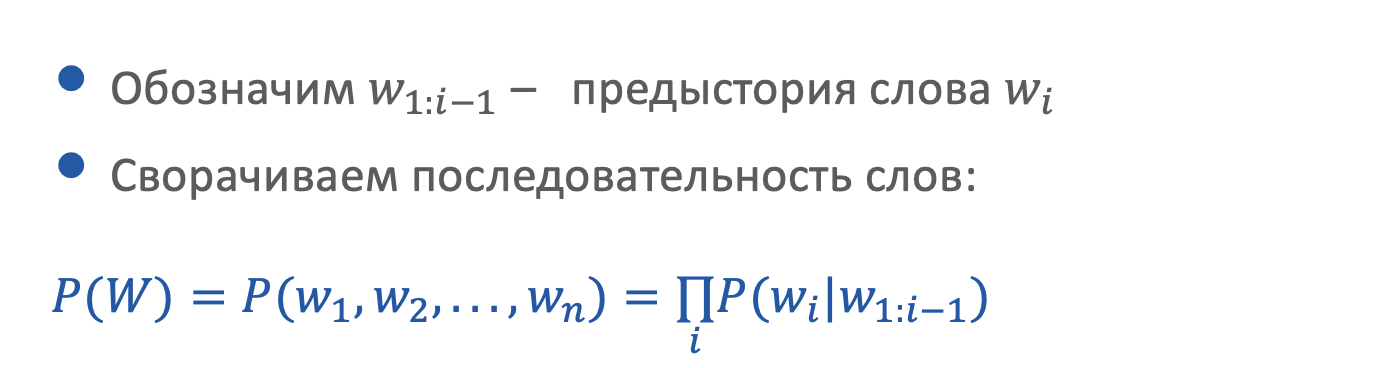 • Обозначим w₁:ᵢ₋₁ – предыстория слова wᵢ
• Сворачиваем последовательность слов:
P(W) = P(w₁, w₂, . . . , wₙ) = ∏ᵢ P(wᵢ|w₁:ᵢ₋₁)